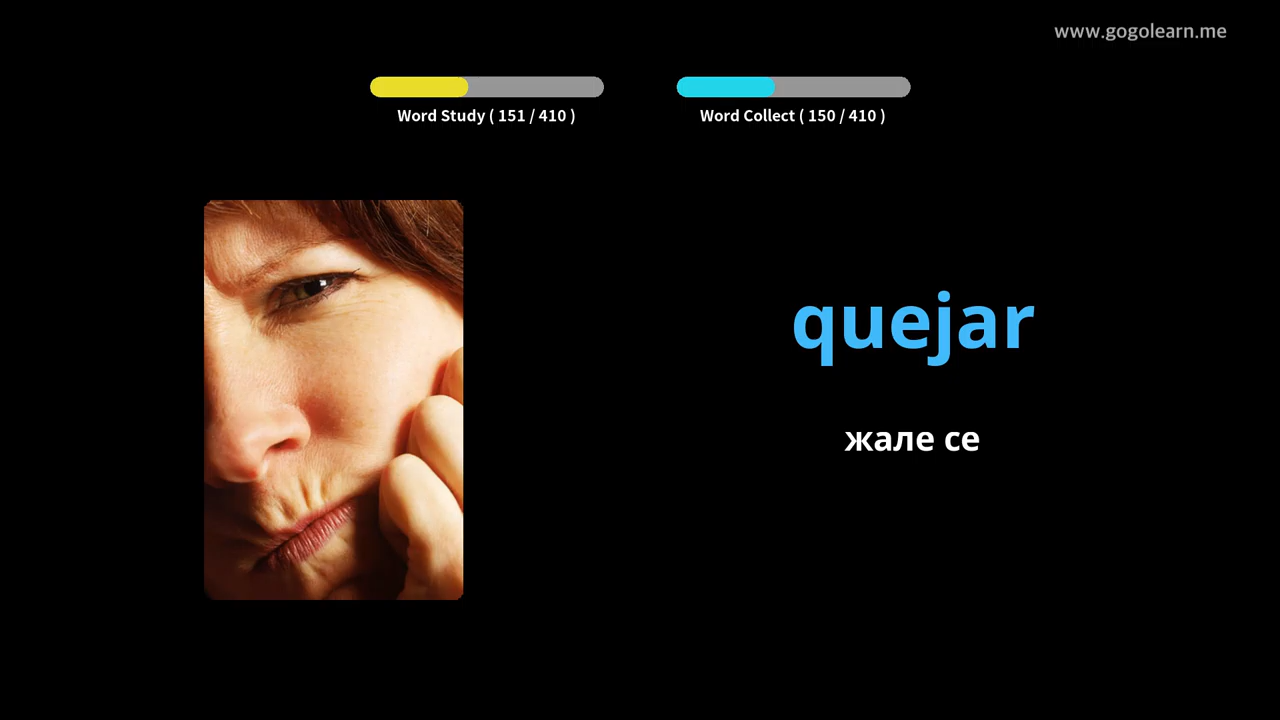 www.gogolearn.me
Word Study ( 151 / 410 )
Word Collect ( 150 / 410 )
quejar
жале се